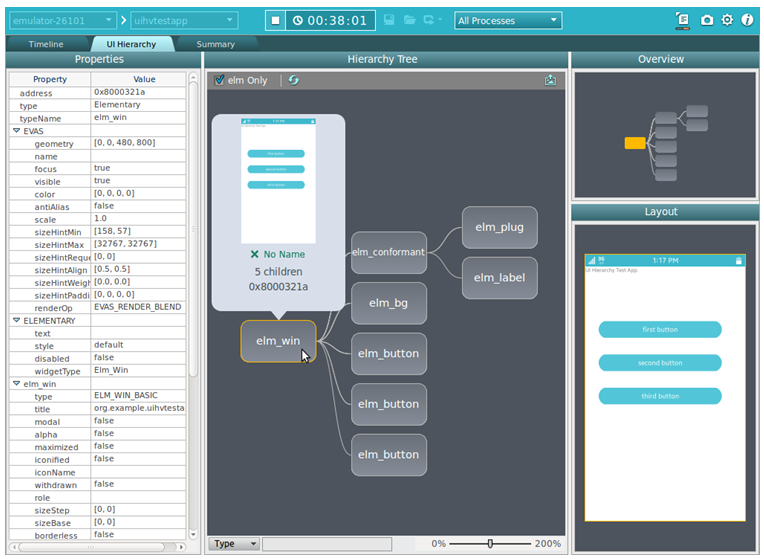 emulator-26101 uihvtestapp 00:38:01 All Processes
Timeline UI Hierarchy Summary
Properties
Property Value
address 0x8000321a
type Elementary
typeName elm_win
EVAS
geometry [0, 0, 480, 800]
name
focus true
visible true
color [0, 0, 0, 0]
antiAlias false
scale 1.0
sizeHintMin [158, 57]
sizeHintMax [32767, 32767]
sizeHintReque [0, 0]
sizeHintAlign [0.5, 0.5]
sizeHintWeigh [0.0, 0.0]
sizeHintPaddi [0, 0, 0, 0]
renderOp EVAS_RENDER_BLEND
ELEMENTARY
text
style default
disabled false
widgetType Elm_Win
elm_win
type ELM_WIN_BASIC
title org.example.uihvtesta
modal false
alpha false
maximized false
iconified false
iconName
withdrawn false
role
sizeStep [0, 0]
sizeBase [0, 0]
borderless false
Hierarchy Tree
elm Only
No Name
5 children
0x8000321a
elm_win
elm_conformant
elm_bg
elm_button
elm_button
elm_button
elm_plug
elm_label
Type 0% 200%
Overview
Layout
1:17 PM
UI Hierarchy Test App
first button
second button
third button